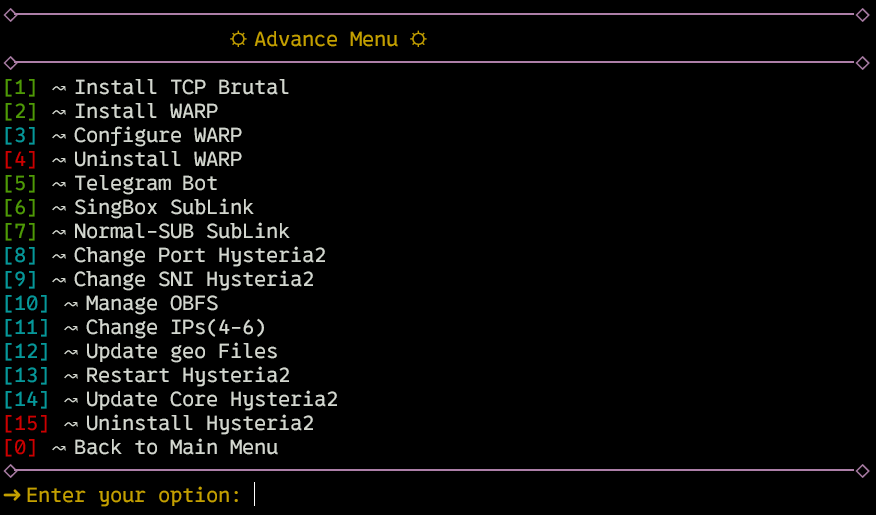 ☼ Advance Menu ☼
[1] ↝ Install TCP Brutal
[2] ↝ Install WARP
[3] ↝ Configure WARP
[4] ↝ Uninstall WARP
[5] ↝ Telegram Bot
[6] ↝ SingBox SubLink
[7] ↝ Normal-SUB SubLink
[8] ↝ Change Port Hysteria2
[9] ↝ Change SNI Hysteria2
[10] ↝ Manage OBFS
[11] ↝ Change IPs(4-6)
[12] ↝ Update geo Files
[13] ↝ Restart Hysteria2
[14] ↝ Update Core Hysteria2
[15] ↝ Uninstall Hysteria2
[0] ↝ Back to Main Menu
➜ Enter your option: